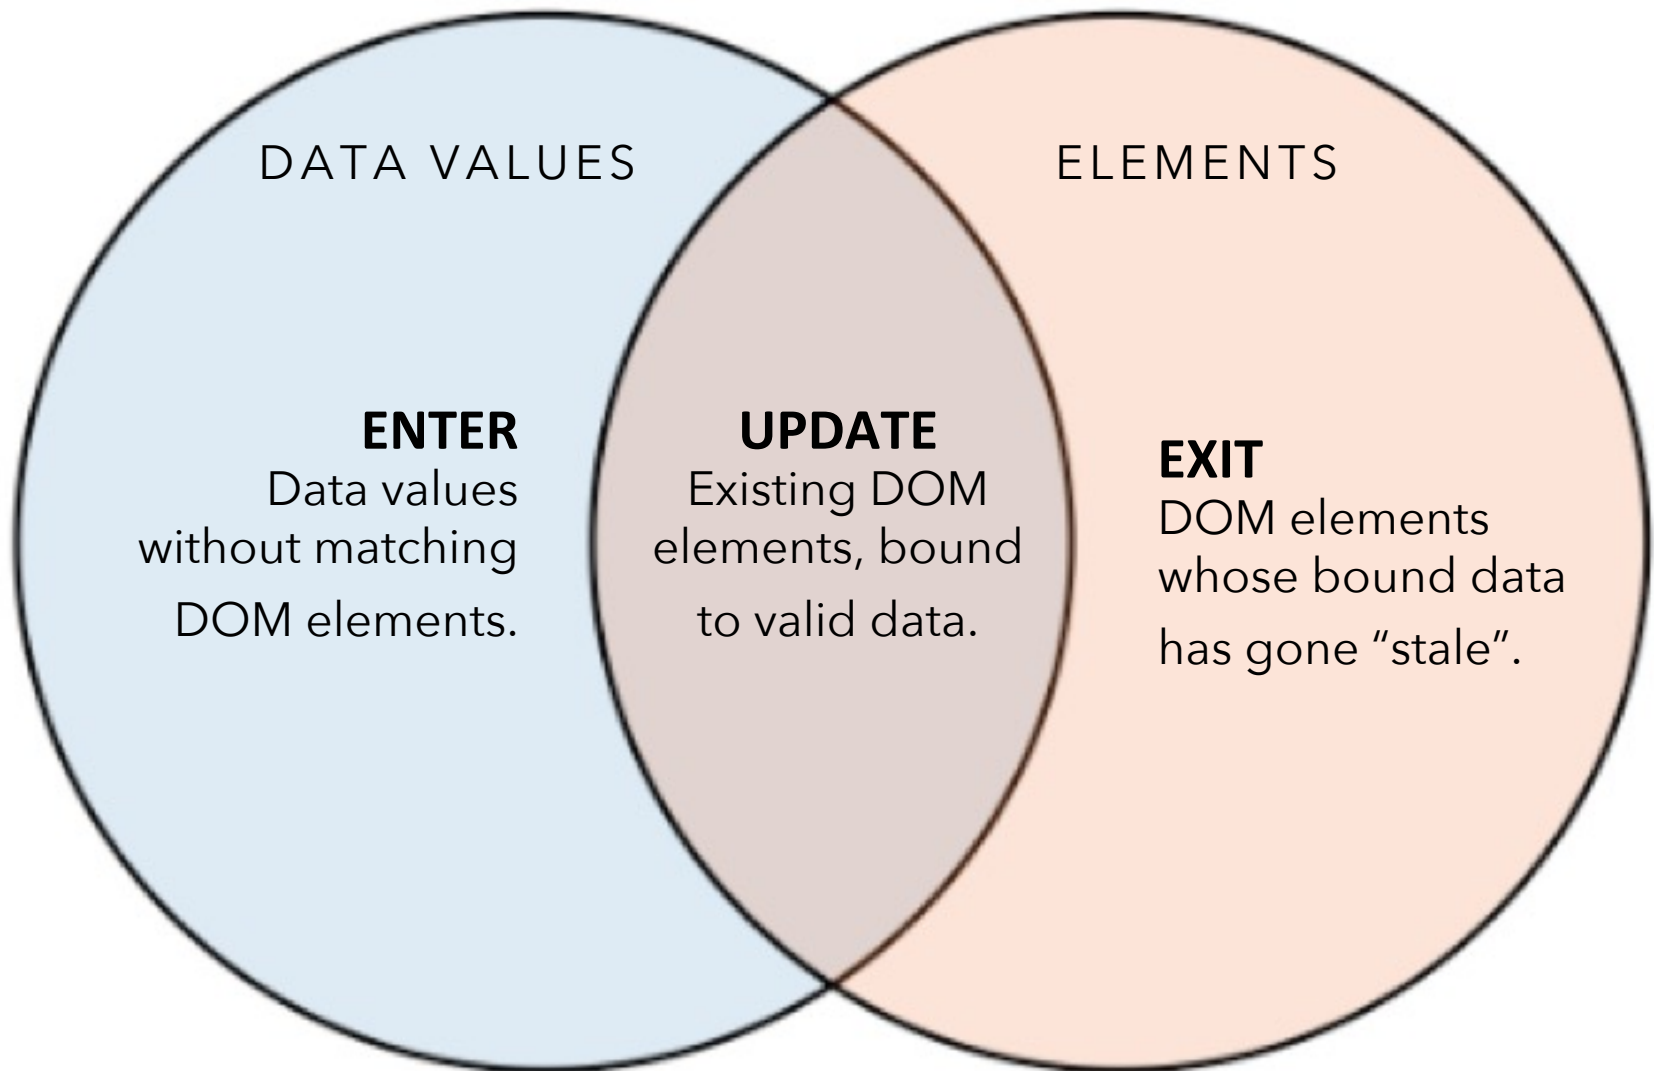 DATA VALUES
ELEMENTS
ENTER
Data values
without matching
DOM elements.
UPDATE
Existing DOM
elements, bound
to valid data.
EXIT
DOM elements
whose bound data
has gone “stale”.